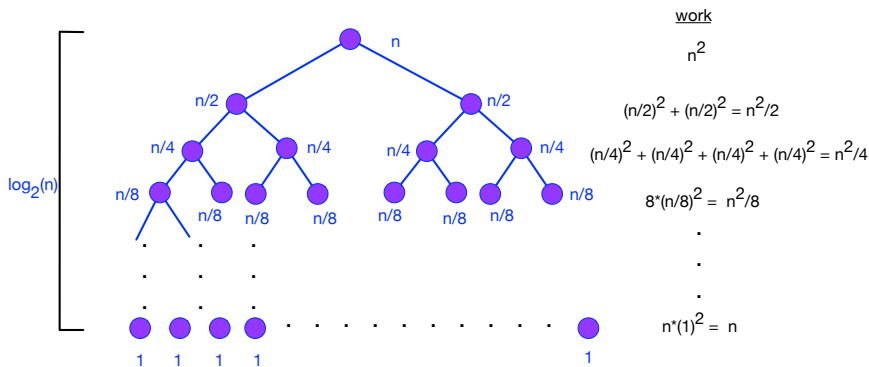 work
n
n²
n/2
n/2
(n/2)² + (n/2)² = n²/2
n/4
n/4
n/4
n/4
(n/4)² + (n/4)² + (n/4)² + (n/4)² = n²/4
log₂(n)
n/8
n/8
n/8
n/8
n/8
n/8
n/8
n/8
8*(n/8)² = n²/8
n*(1)² = n
1
1
1
1
1